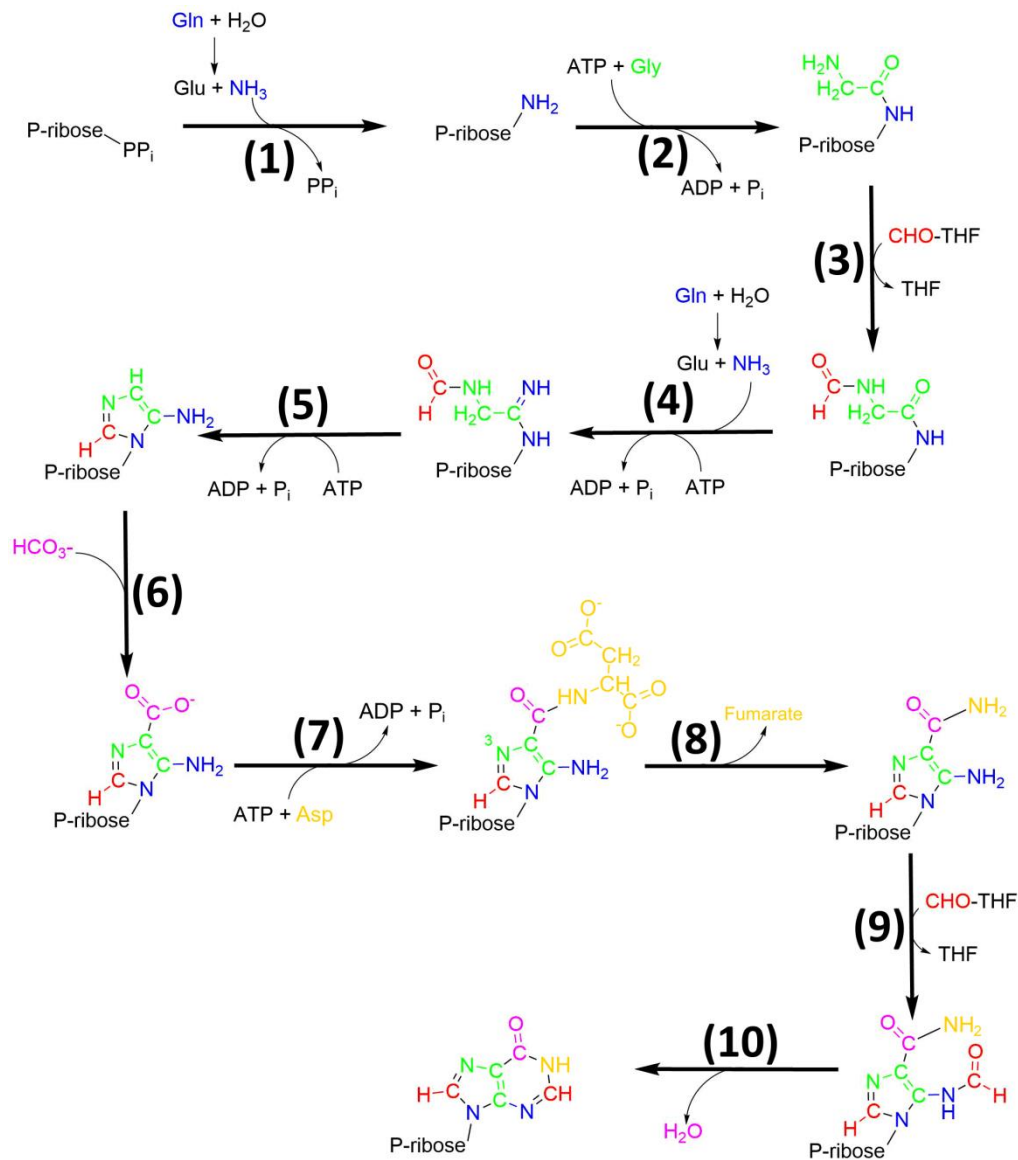 Gln + H₂O
Glu + NH₃
P-ribose
PPᵢ
(1)
PPᵢ
NH₂
P-ribose
ATP + Gly
(2)
ADP + Pᵢ
H₂N O
H₂C C
NH
P-ribose
(3)
CHO-THF
THF
O
C NH O
H H₂C C
NH
P-ribose
Gln + H₂O
Glu + NH₃
(4)
ADP + Pᵢ ATP
O
C NH NH
H H₂C C
NH
P-ribose
(5)
ADP + Pᵢ ATP
H
N C
C NH₂
H C N
P-ribose
HCO₃-
(6)
O
C O-
N C
C NH₂
H C N
P-ribose
(7)
ADP + Pᵢ
ATP + Asp
O-
O C
CH₂
O HN CH O
C C
-O
3
N C
C NH₂
H C N
P-ribose
(8)
Fumarate
O NH₂
C
N C
C NH₂
H C N
P-ribose
(9)
CHO-THF
THF
O NH₂
C O
N C C
C N H
H C N H
P-ribose
(10)
H₂O
O
C
N C NH
H C C CH
N N
P-ribose